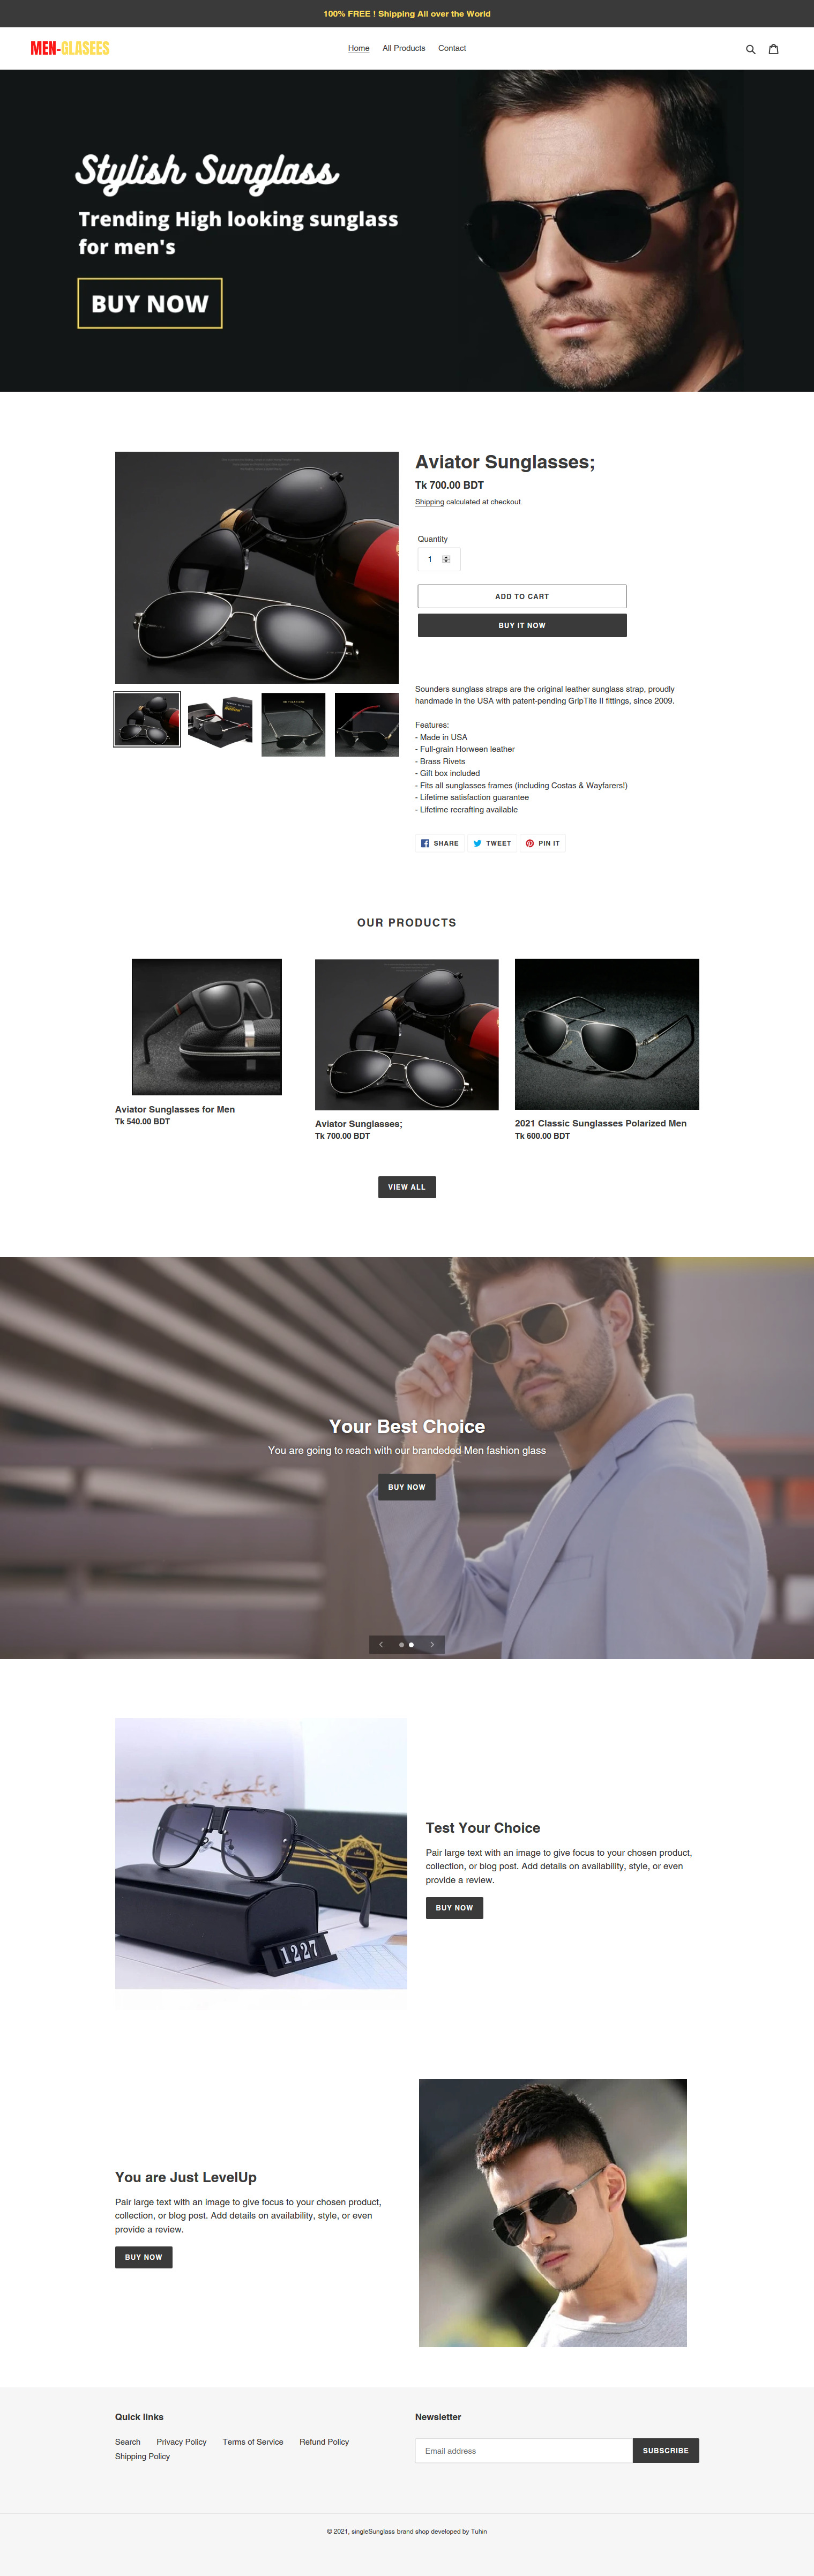 100% FREE ! Shipping All over the World
MEN-GLASEES
Home All Products Contact
Stylish Sunglass
Trending High looking sunglass
for men's
BUY NOW
Aviator Sunglasses;
Tk 700.00 BDT
Shipping calculated at checkout.
Quantity
1
ADD TO CART
BUY IT NOW
Sounders sunglass straps are the original leather sunglass strap, proudly
handmade in the USA with patent-pending GripTite II fittings, since 2009.
Features:
- Made in USA
- Full-grain Horween leather
- Brass Rivets
- Gift box included
- Fits all sunglasses frames (including Costas & Wayfarers!)
- Lifetime satisfaction guarantee
- Lifetime recrafting available
SHARE TWEET PIN IT
OUR PRODUCTS
Aviator Sunglasses for Men
Tk 540.00 BDT
Aviator Sunglasses;
Tk 700.00 BDT
2021 Classic Sunglasses Polarized Men
Tk 600.00 BDT
VIEW ALL
Your Best Choice
You are going to reach with our brandeded Men fashion glass
BUY NOW
1227
Test Your Choice
Pair large text with an image to give focus to your chosen product,
collection, or blog post. Add details on availability, style, or even
provide a review.
BUY NOW
You are Just LevelUp
Pair large text with an image to give focus to your chosen product,
collection, or blog post. Add details on availability, style, or even
provide a review.
BUY NOW
Quick links
Search Privacy Policy Terms of Service Refund Policy
Shipping Policy
Newsletter
Email address
SUBSCRIBE
© 2021, singleSunglass brand shop developed by Tuhin